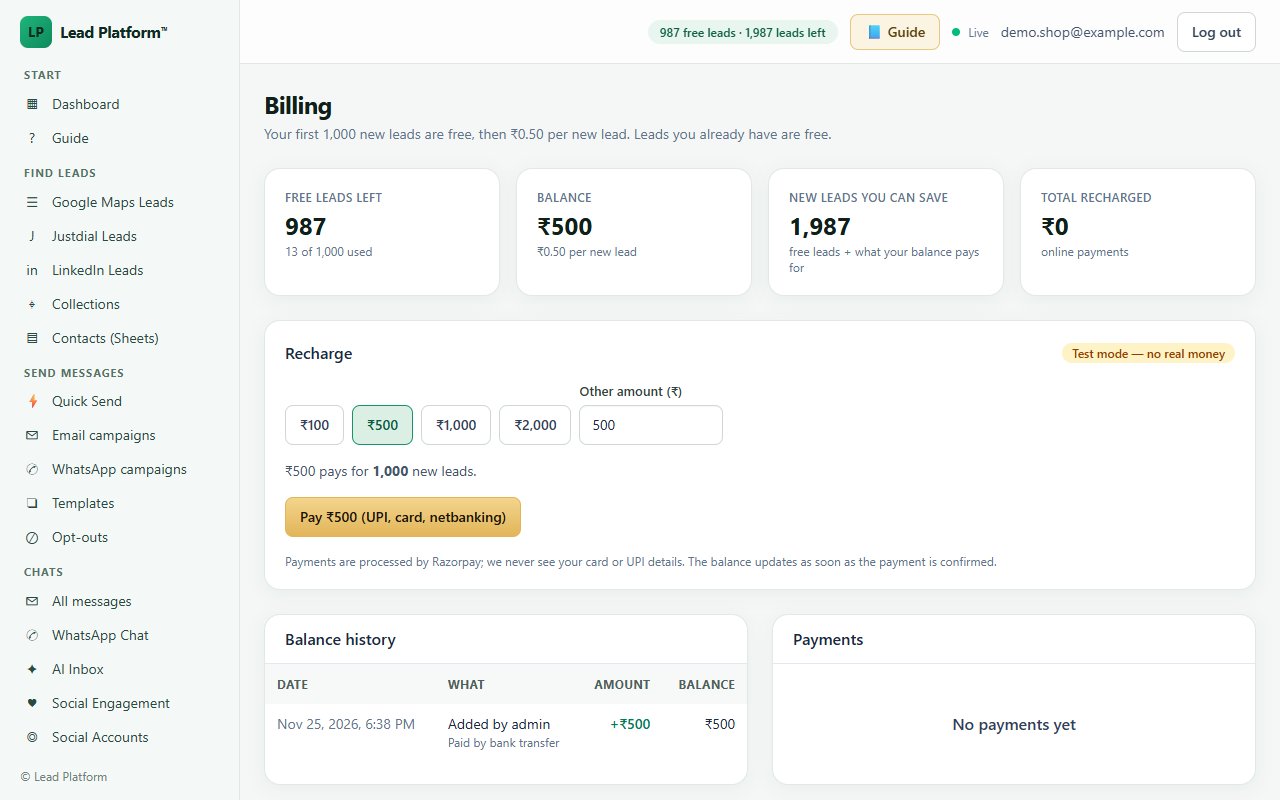 LP Lead Platform™
987 free leads · 1,987 leads left
Guide
Live
demo.shop@example.com
Log out
START
Dashboard
? Guide
FIND LEADS
Google Maps Leads
J Justdial Leads
in LinkedIn Leads
Collections
Contacts (Sheets)
SEND MESSAGES
Quick Send
Email campaigns
WhatsApp campaigns
Templates
Opt-outs
CHATS
All messages
WhatsApp Chat
AI Inbox
Social Engagement
Social Accounts
© Lead Platform
Billing
Your first 1,000 new leads are free, then ₹0.50 per new lead. Leads you already have are free.
FREE LEADS LEFT
987
13 of 1,000 used
BALANCE
₹500
₹0.50 per new lead
NEW LEADS YOU CAN SAVE
1,987
free leads + what your balance pays
for
TOTAL RECHARGED
₹0
online payments
Recharge
Test mode — no real money
Other amount (₹)
₹100 ₹500 ₹1,000 ₹2,000 500
₹500 pays for 1,000 new leads.
Pay ₹500 (UPI, card, netbanking)
Payments are processed by Razorpay; we never see your card or UPI details. The balance updates as soon as the payment is confirmed.
Balance history
DATE WHAT AMOUNT BALANCE
Nov 25, 2026, 6:38 PM Added by admin +₹500 ₹500
Paid by bank transfer
Payments
No payments yet